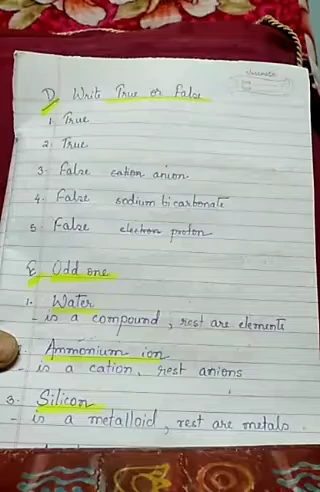 D, Write True or False
1. True
2. True
3. False cation anion
4. False sodium bicarbonate
5. False electron proton
E, Odd one
1. Water
- is a compound, rest are elements
Ammonium ion
- is a cation, rest anions
3. Silicon
- is a metalloid, rest are metals.